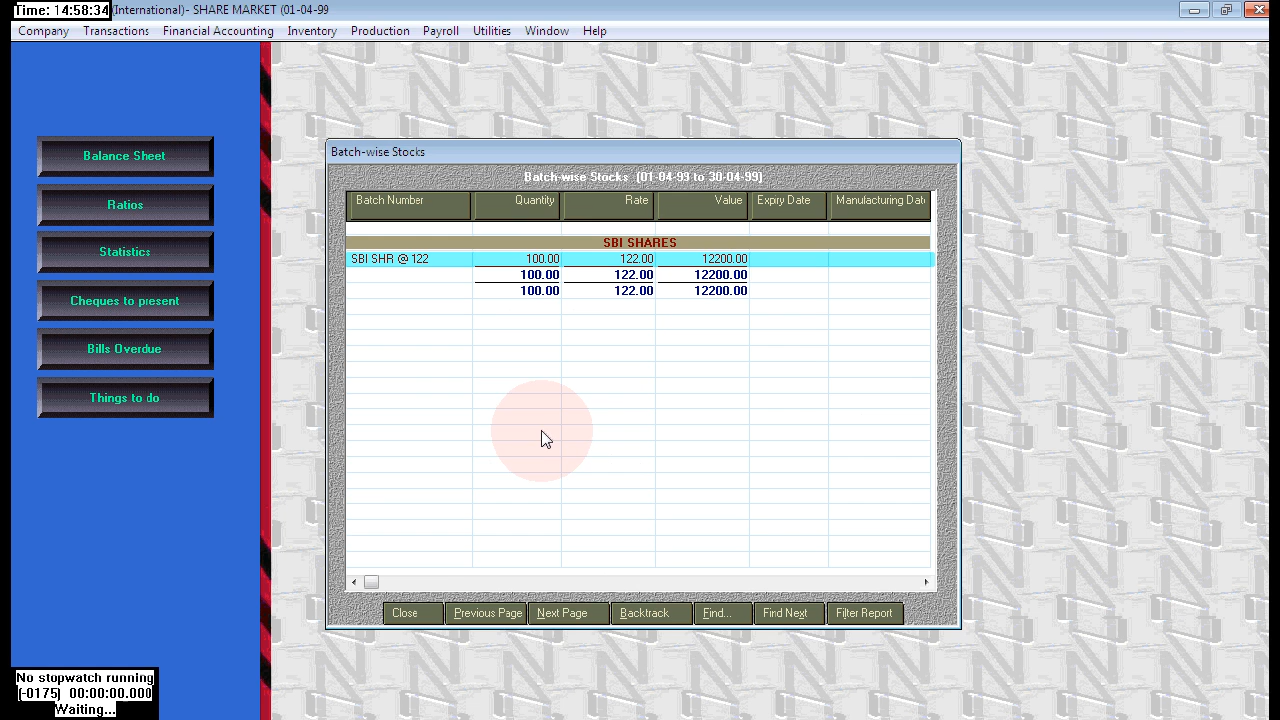 Time: 14:58:34 (International)- SHARE MARKET (01-04-99
Company Transactions Financial Accounting Inventory Production Payroll Utilities Window Help
Balance Sheet
Ratios
Statistics
Cheques to present
Bills Overdue
Things to do
Batch-wise Stocks
Batch-wise Stocks (01-04-93 to 30-04-99)
Batch Number Quantity Rate Value Expiry Date Manufacturing Dat
SBI SHARES
SBI SHR @ 122 100.00 122.00 12200.00
100.00 122.00 12200.00
100.00 122.00 12200.00
Close Previous Page Next Page Backtrack Find... Find Next Filter Report
No stopwatch running
[-0175] 00:00:00.000
Waiting...